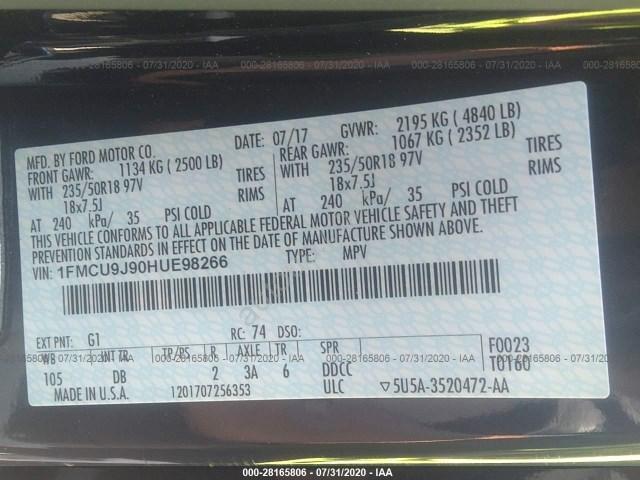 000-28165806 - 07/31/2020 - IAA
MFD. BY FORD MOTOR CO.
DATE: 07/17
GVWR: 2195 KG ( 4840 LB)
FRONT GAWR: 1134 KG ( 2500 LB)
REAR GAWR: 1067 KG ( 2352 LB)
WITH 235/50R18 97V TIRES
WITH 235/50R18 97V TIRES
18x7.5J RIMS
18x7.5J RIMS
AT 240 kPa/ 35 PSI COLD
AT 240 kPa/ 35 PSI COLD
THIS VEHICLE CONFORMS TO ALL APPLICABLE FEDERAL MOTOR VEHICLE SAFETY AND THEFT
PREVENTION STANDARDS IN EFFECT ON THE DATE OF MANUFACTURE SHOWN ABOVE.
VIN: 1FMCU9J90HUE98266
TYPE: MPV
EXT PNT: G1 RC: 74 DSO:
WB INT TR TP/PS R AXLE TR SPR F0023
105 DB 2 3A 6 DDCC T0160
MADE IN U.S.A. 1201707256353 ULC ▽5U5A-3520472-AA
000-28165806 - 07/31/2020 - IAA